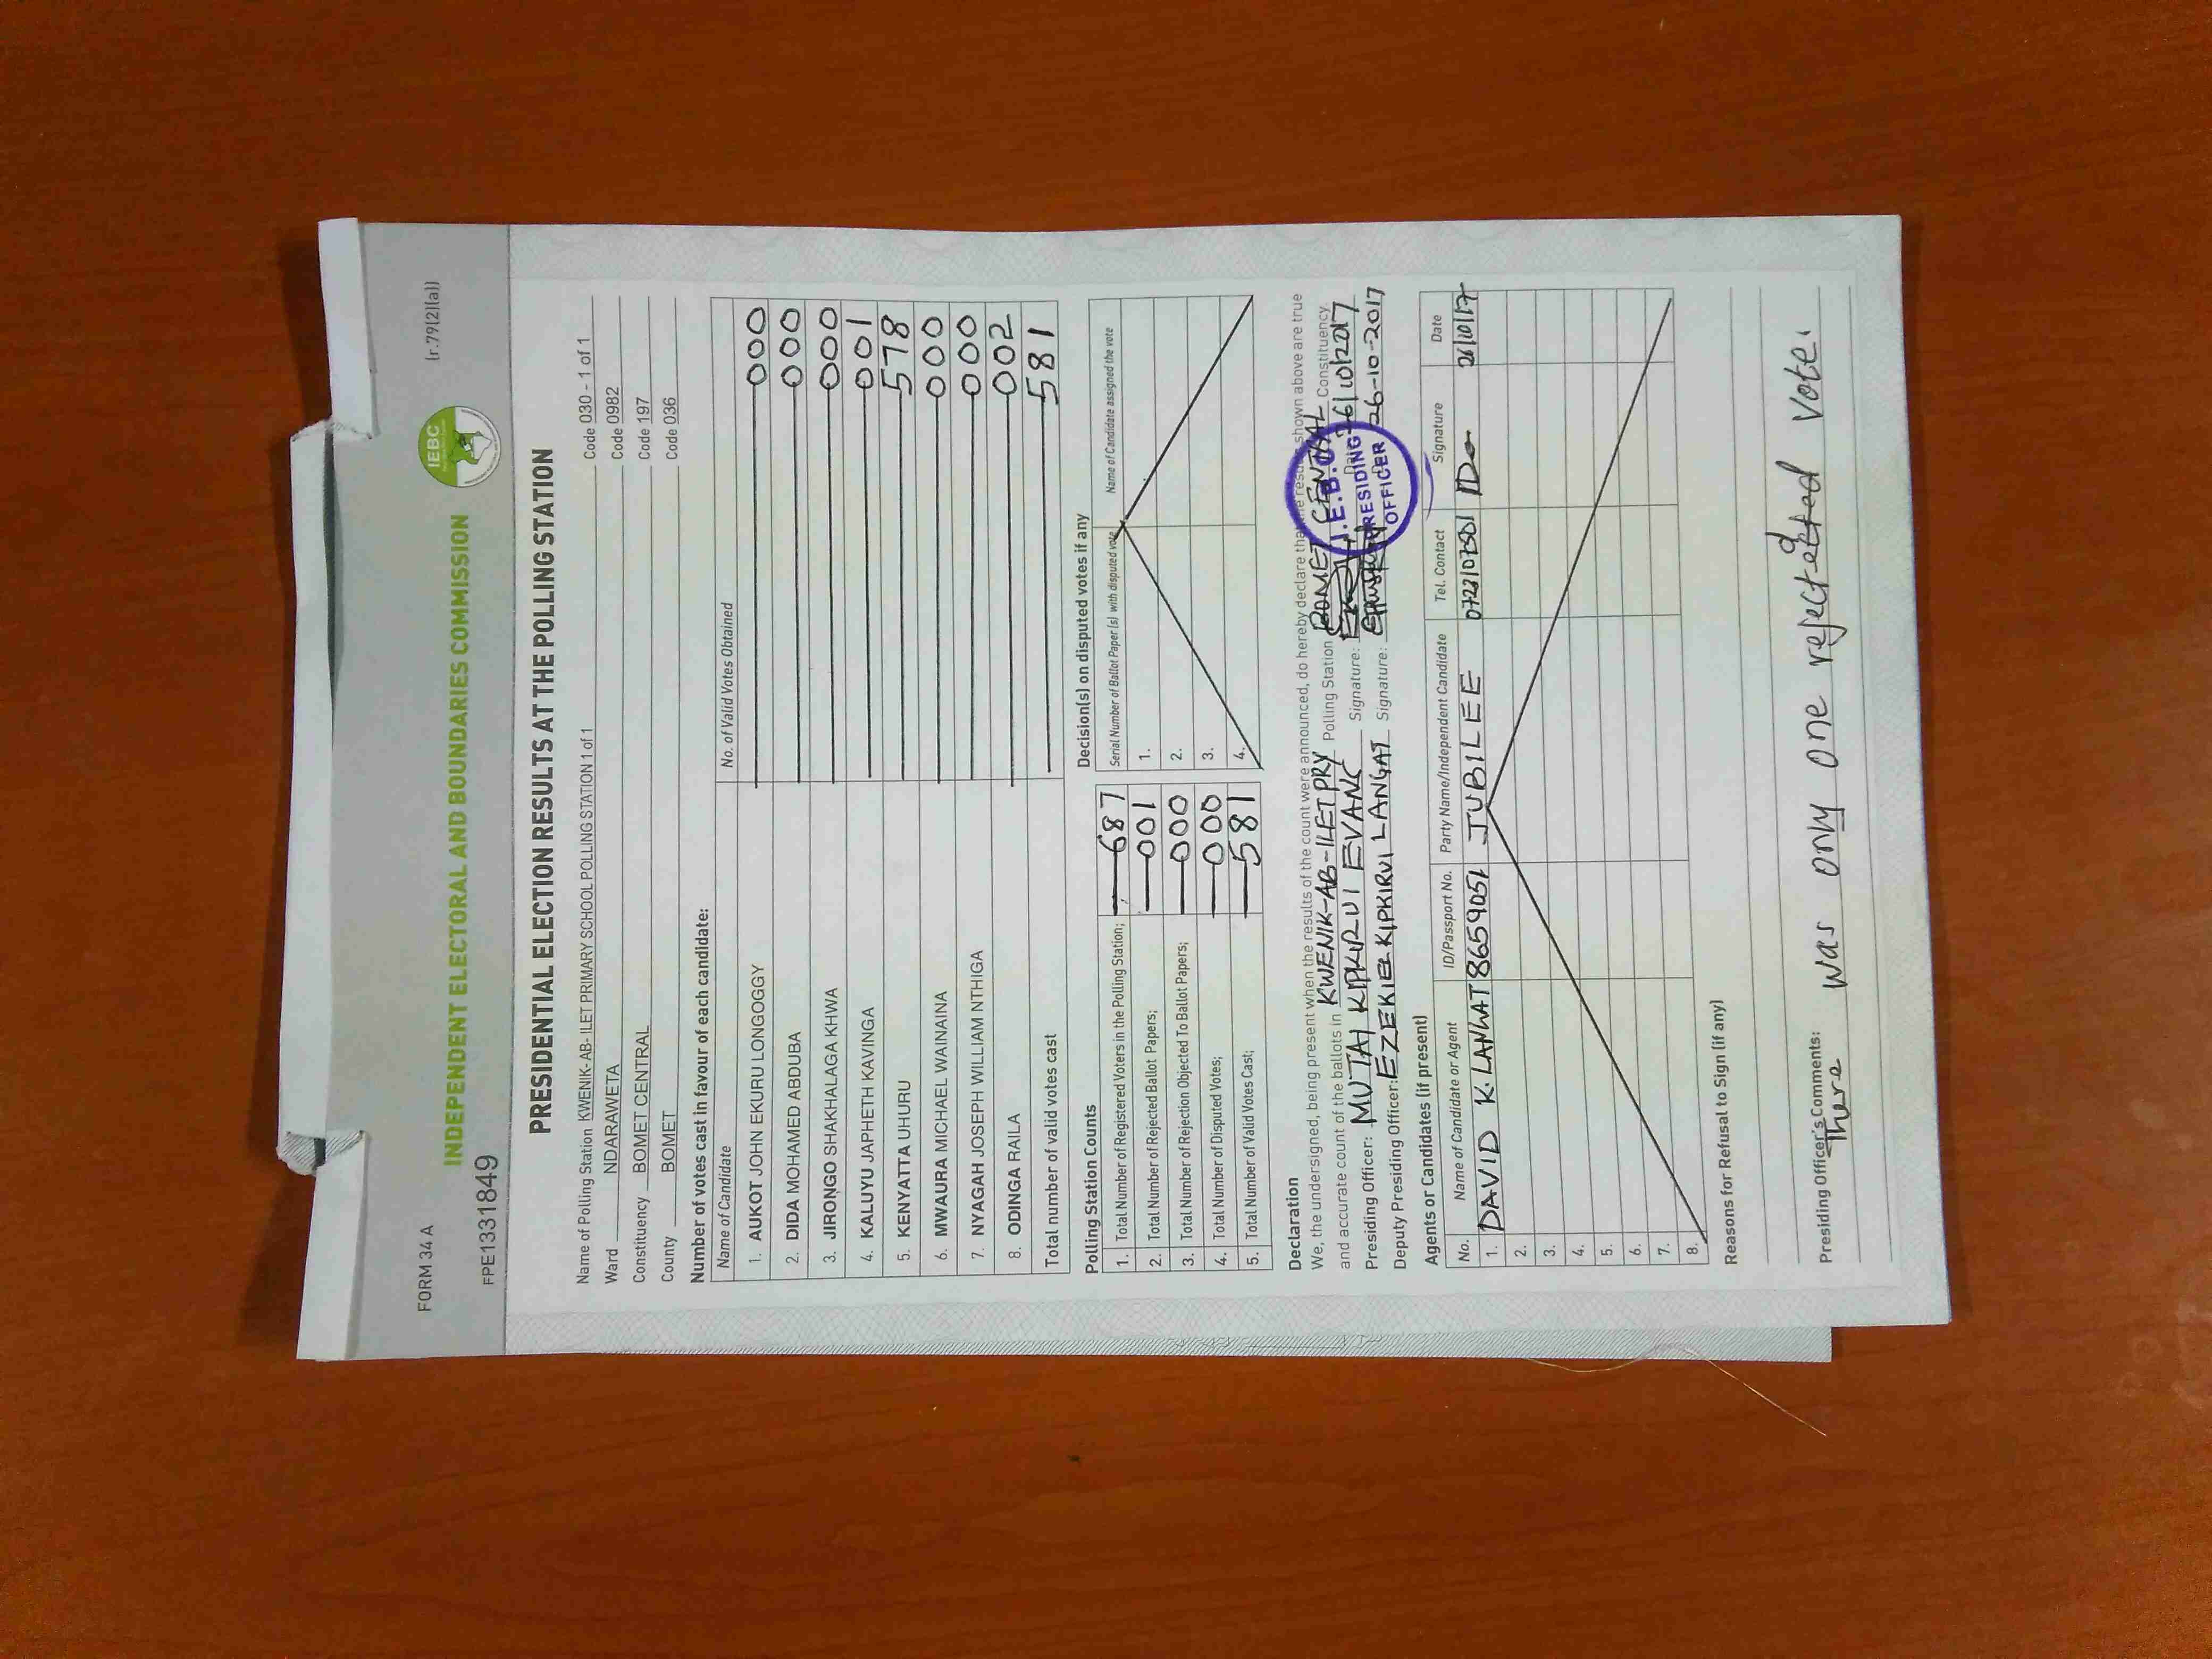 FORM 34 A
(r.79(2)(a))
IEBC
INDEPENDENT ELECTORAL AND BOUNDARIES COMMISSION
FPE1331849
PRESIDENTIAL ELECTION RESULTS AT THE POLLING STATION
Name of Polling Station KWENIK- AB- ILET PRIMARY SCHOOL POLLING STATION 1 of 1 Code 030 - 1 of 1
Ward NDARAWETA Code 0982
Constituency BOMET CENTRAL Code 197
County BOMET Code 036
Number of votes cast in favour of each candidate:
Name of Candidate No. of Valid Votes Obtained
1. AUKOT JOHN EKURU LONGOGGY 000
2. DIDA MOHAMED ABDUBA 000
3. JIRONGO SHAKHALAGA KHWA 000
4. KALUYU JAPHETH KAVINGA 001
5. KENYATTA UHURU 578
6. MWAURA MICHAEL WAINAINA 000
7. NYAGAH JOSEPH WILLIAM NTHIGA 000
8. ODINGA RAILA 002
Total number of valid votes cast 581
Polling Station Counts
1. Total Number of Registered Voters in the Polling Station; 687
2. Total Number of Rejected Ballot Papers; 001
3. Total Number of Rejection Objected To Ballot Papers; 000
4. Total Number of Disputed Votes; 000
5. Total Number of Valid Votes Cast; 581
Decision(s) on disputed votes if any
Serial Number of Ballot Paper (s) with disputed vote Name of Candidate assigned the vote
1.
2.
3.
4.
Declaration
We, the undersigned, being present when the results of the count were announced, do hereby declare that the results shown above are true
and accurate count of the ballots in KWENIK-AB-ILET PRY Polling Station BOMET CENTRAL Constituency.
Presiding Officer: MUTAI KIPKIRUI EVANC Signature: Date 26/10/2017
Deputy Presiding Officer: EZEKIEL KIPKIRUI LANGAT Signature: 26-10-2017
I.E.B.C
PRESIDING
OFFICER
Agents or Candidates (if present)
No. Name of Candidate or Agent ID/Passport No. Party Name/Independent Candidate Tel. Contact Signature Date
1. DAVID K. LANGAT 8659051 JUBILEE 26/10/17
2.
3.
4.
5.
6.
7.
8.
Reasons for Refusal to Sign (if any)
Presiding Officer's Comments:
There was only one rejected vote.